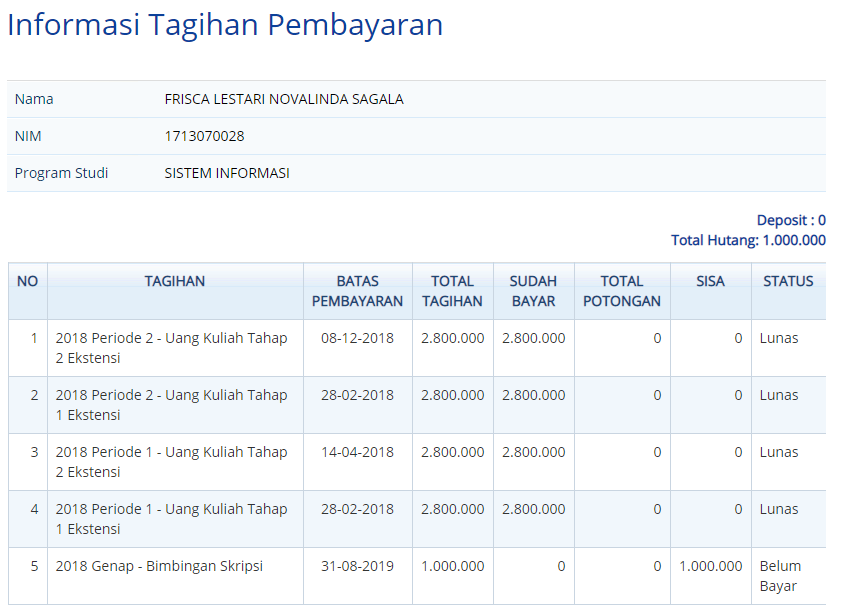 Informasi Tagihan Pembayaran
Nama FRISCA LESTARI NOVALINDA SAGALA
NIM 1713070028
Program Studi SISTEM INFORMASI
Deposit : 0
Total Hutang: 1.000.000
NO TAGIHAN BATAS PEMBAYARAN TOTAL TAGIHAN SUDAH BAYAR TOTAL POTONGAN SISA STATUS
1 2018 Periode 2 - Uang Kuliah Tahap 2 Ekstensi 08-12-2018 2.800.000 2.800.000 0 0 Lunas
2 2018 Periode 2 - Uang Kuliah Tahap 1 Ekstensi 28-02-2018 2.800.000 2.800.000 0 0 Lunas
3 2018 Periode 1 - Uang Kuliah Tahap 2 Ekstensi 14-04-2018 2.800.000 2.800.000 0 0 Lunas
4 2018 Periode 1 - Uang Kuliah Tahap 1 Ekstensi 28-02-2018 2.800.000 2.800.000 0 0 Lunas
5 2018 Genap - Bimbingan Skripsi 31-08-2019 1.000.000 0 0 1.000.000 Belum Bayar